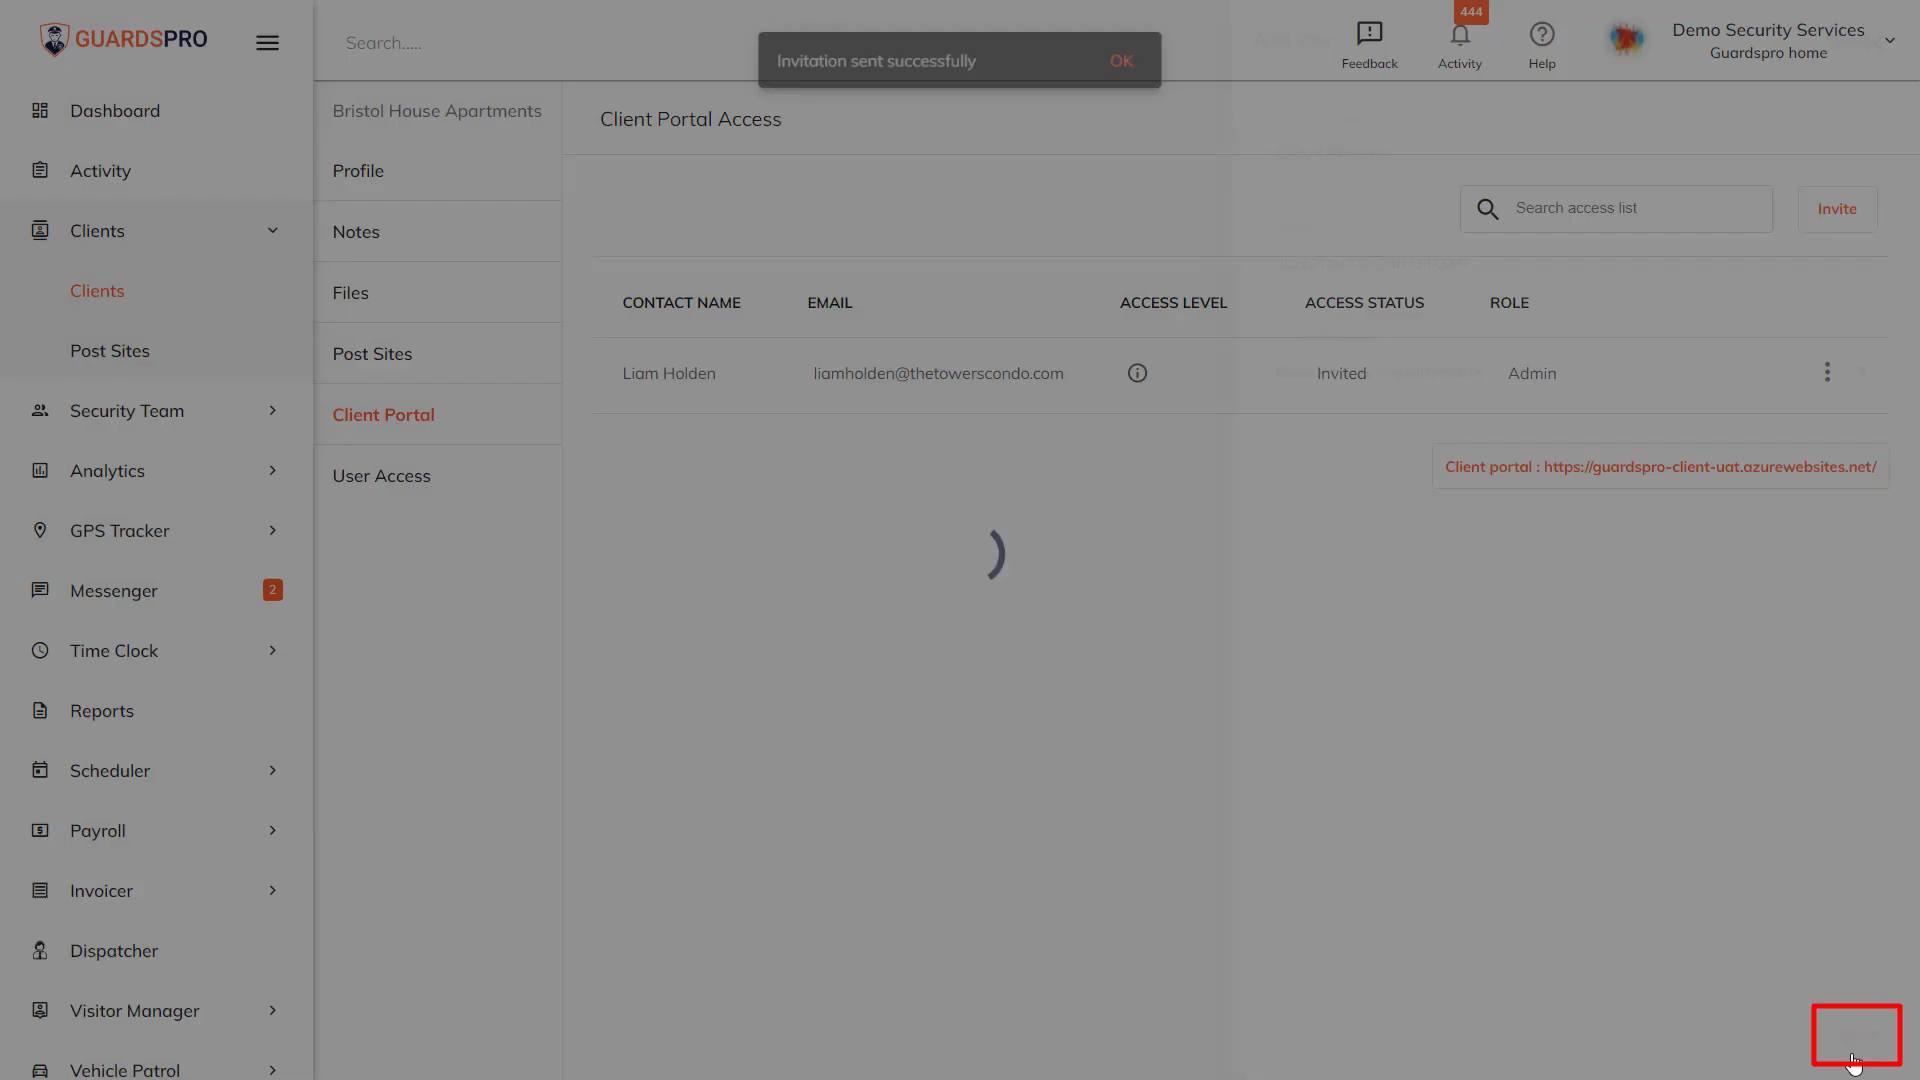 GUARDSPRO
Search.....
Invitation sent successfully OK
444
Feedback
Activity
Help
Demo Security Services
Guardspro home
Dashboard
Activity
Clients
Clients
Post Sites
Security Team
Analytics
GPS Tracker
Messenger 2
Time Clock
Reports
Scheduler
Payroll
Invoicer
Dispatcher
Visitor Manager
Vehicle Patrol
Bristol House Apartments
Profile
Notes
Files
Post Sites
Client Portal
User Access
Client Portal Access
Search access list
Invite
CONTACT NAME EMAIL ACCESS LEVEL ACCESS STATUS ROLE
Liam Holden liamholden@thetowerscondo.com Invited Admin
Client portal : https://guardspro-client-uat.azurewebsites.net/